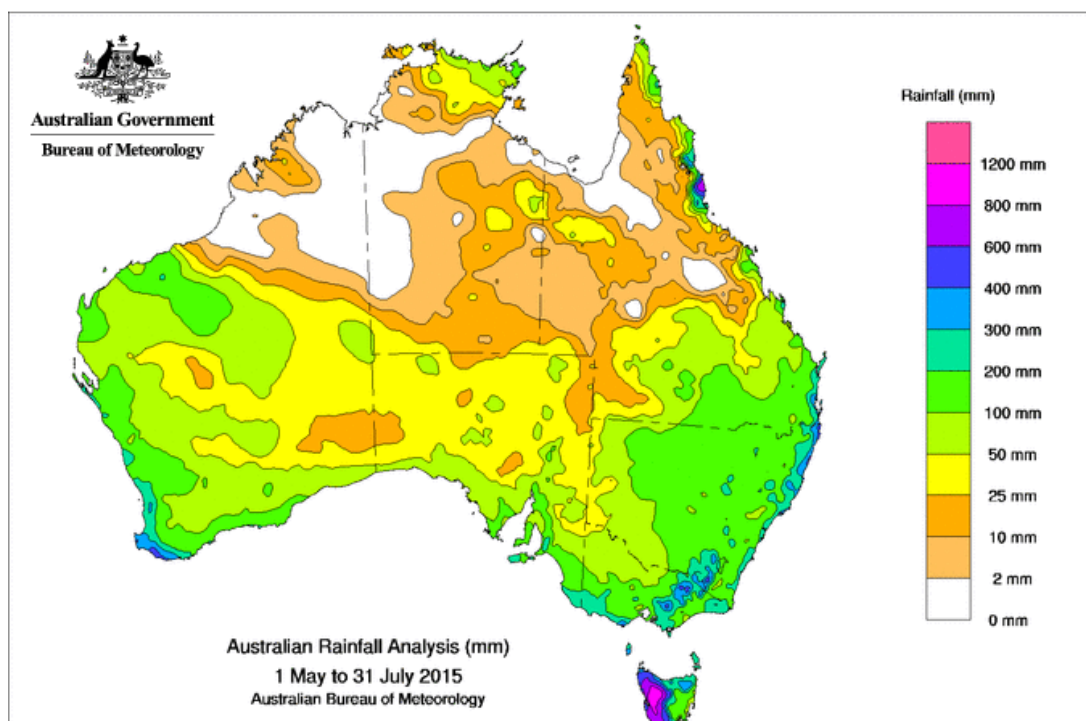 Australian Government
Bureau of Meteorology
Rainfall (mm)
1200 mm
800 mm
600 mm
400 mm
300 mm
200 mm
100 mm
50 mm
25 mm
10 mm
2 mm
0 mm
Australian Rainfall Analysis (mm)
1 May to 31 July 2015
Australian Bureau of Meteorology